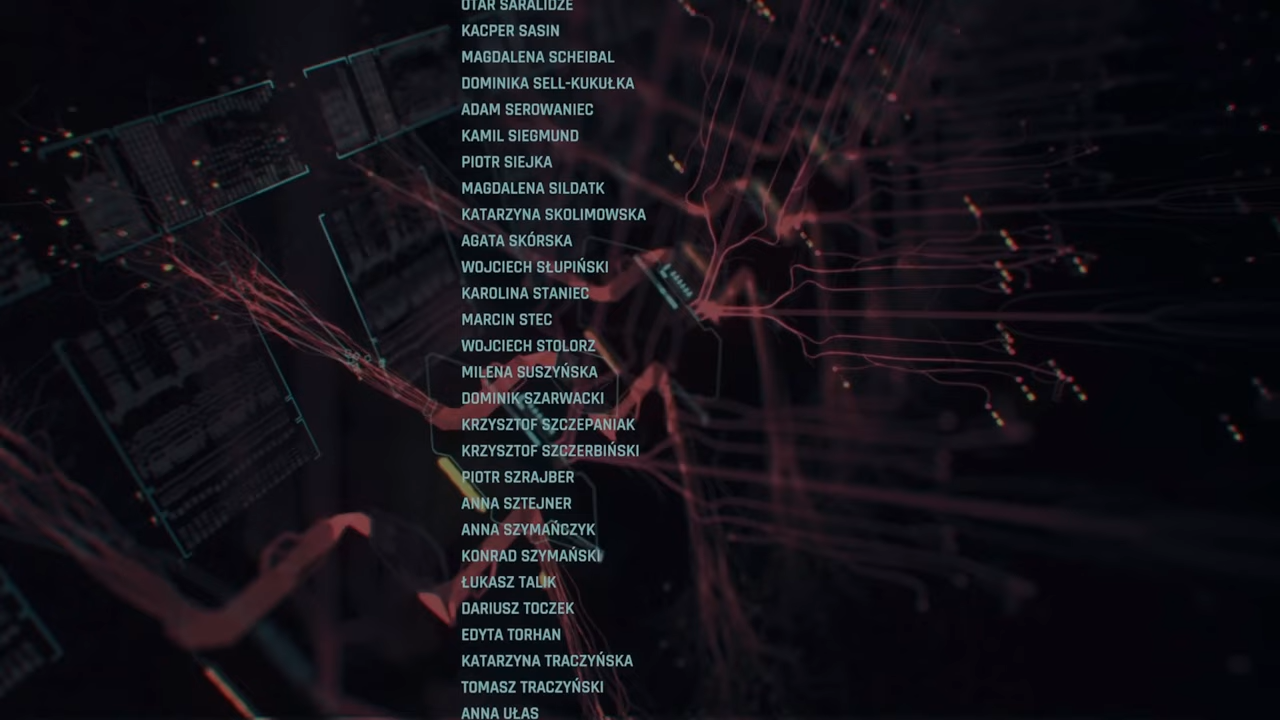 OTAR SARALIDZE
KACPER SASIN
MAGDALENA SCHEIBAL
DOMINIKA SELL-KUKUŁKA
ADAM SEROWANIEC
KAMIL SIEGMUND
PIOTR SIEJKA
MAGDALENA SILDATK
KATARZYNA SKOLIMOWSKA
AGATA SKÓRSKA
WOJCIECH SŁUPIŃSKI
KAROLINA STANIEC
MARCIN STEC
WOJCIECH STOLORZ
MILENA SUSZYŃSKA
DOMINIK SZARWACKI
KRZYSZTOF SZCZEPANIAK
KRZYSZTOF SZCZERBIŃSKI
PIOTR SZRAJBER
ANNA SZTEJNER
ANNA SZYMAŃCZYK
KONRAD SZYMAŃSKI
ŁUKASZ TALIK
DARIUSZ TOCZEK
EDYTA TORHAN
KATARZYNA TRACZYŃSKA
TOMASZ TRACZYŃSKI
ANNA UŁAS